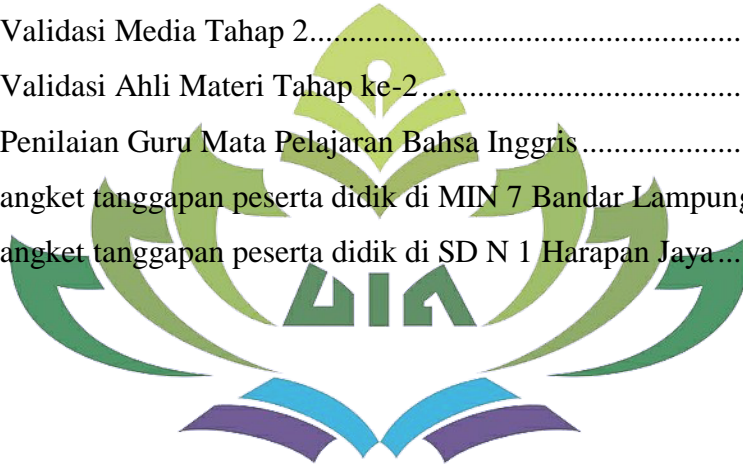 Validasi Media Tahap 2.......................................................
Validasi Ahli Materi Tahap ke-2........................................
Penilaian Guru Mata Pelajaran Bahsa Inggris....................
angket tanggapan peserta didik di MIN 7 Bandar Lampung
angket tanggapan peserta didik di SD N 1 Harapan Jaya...
UIN